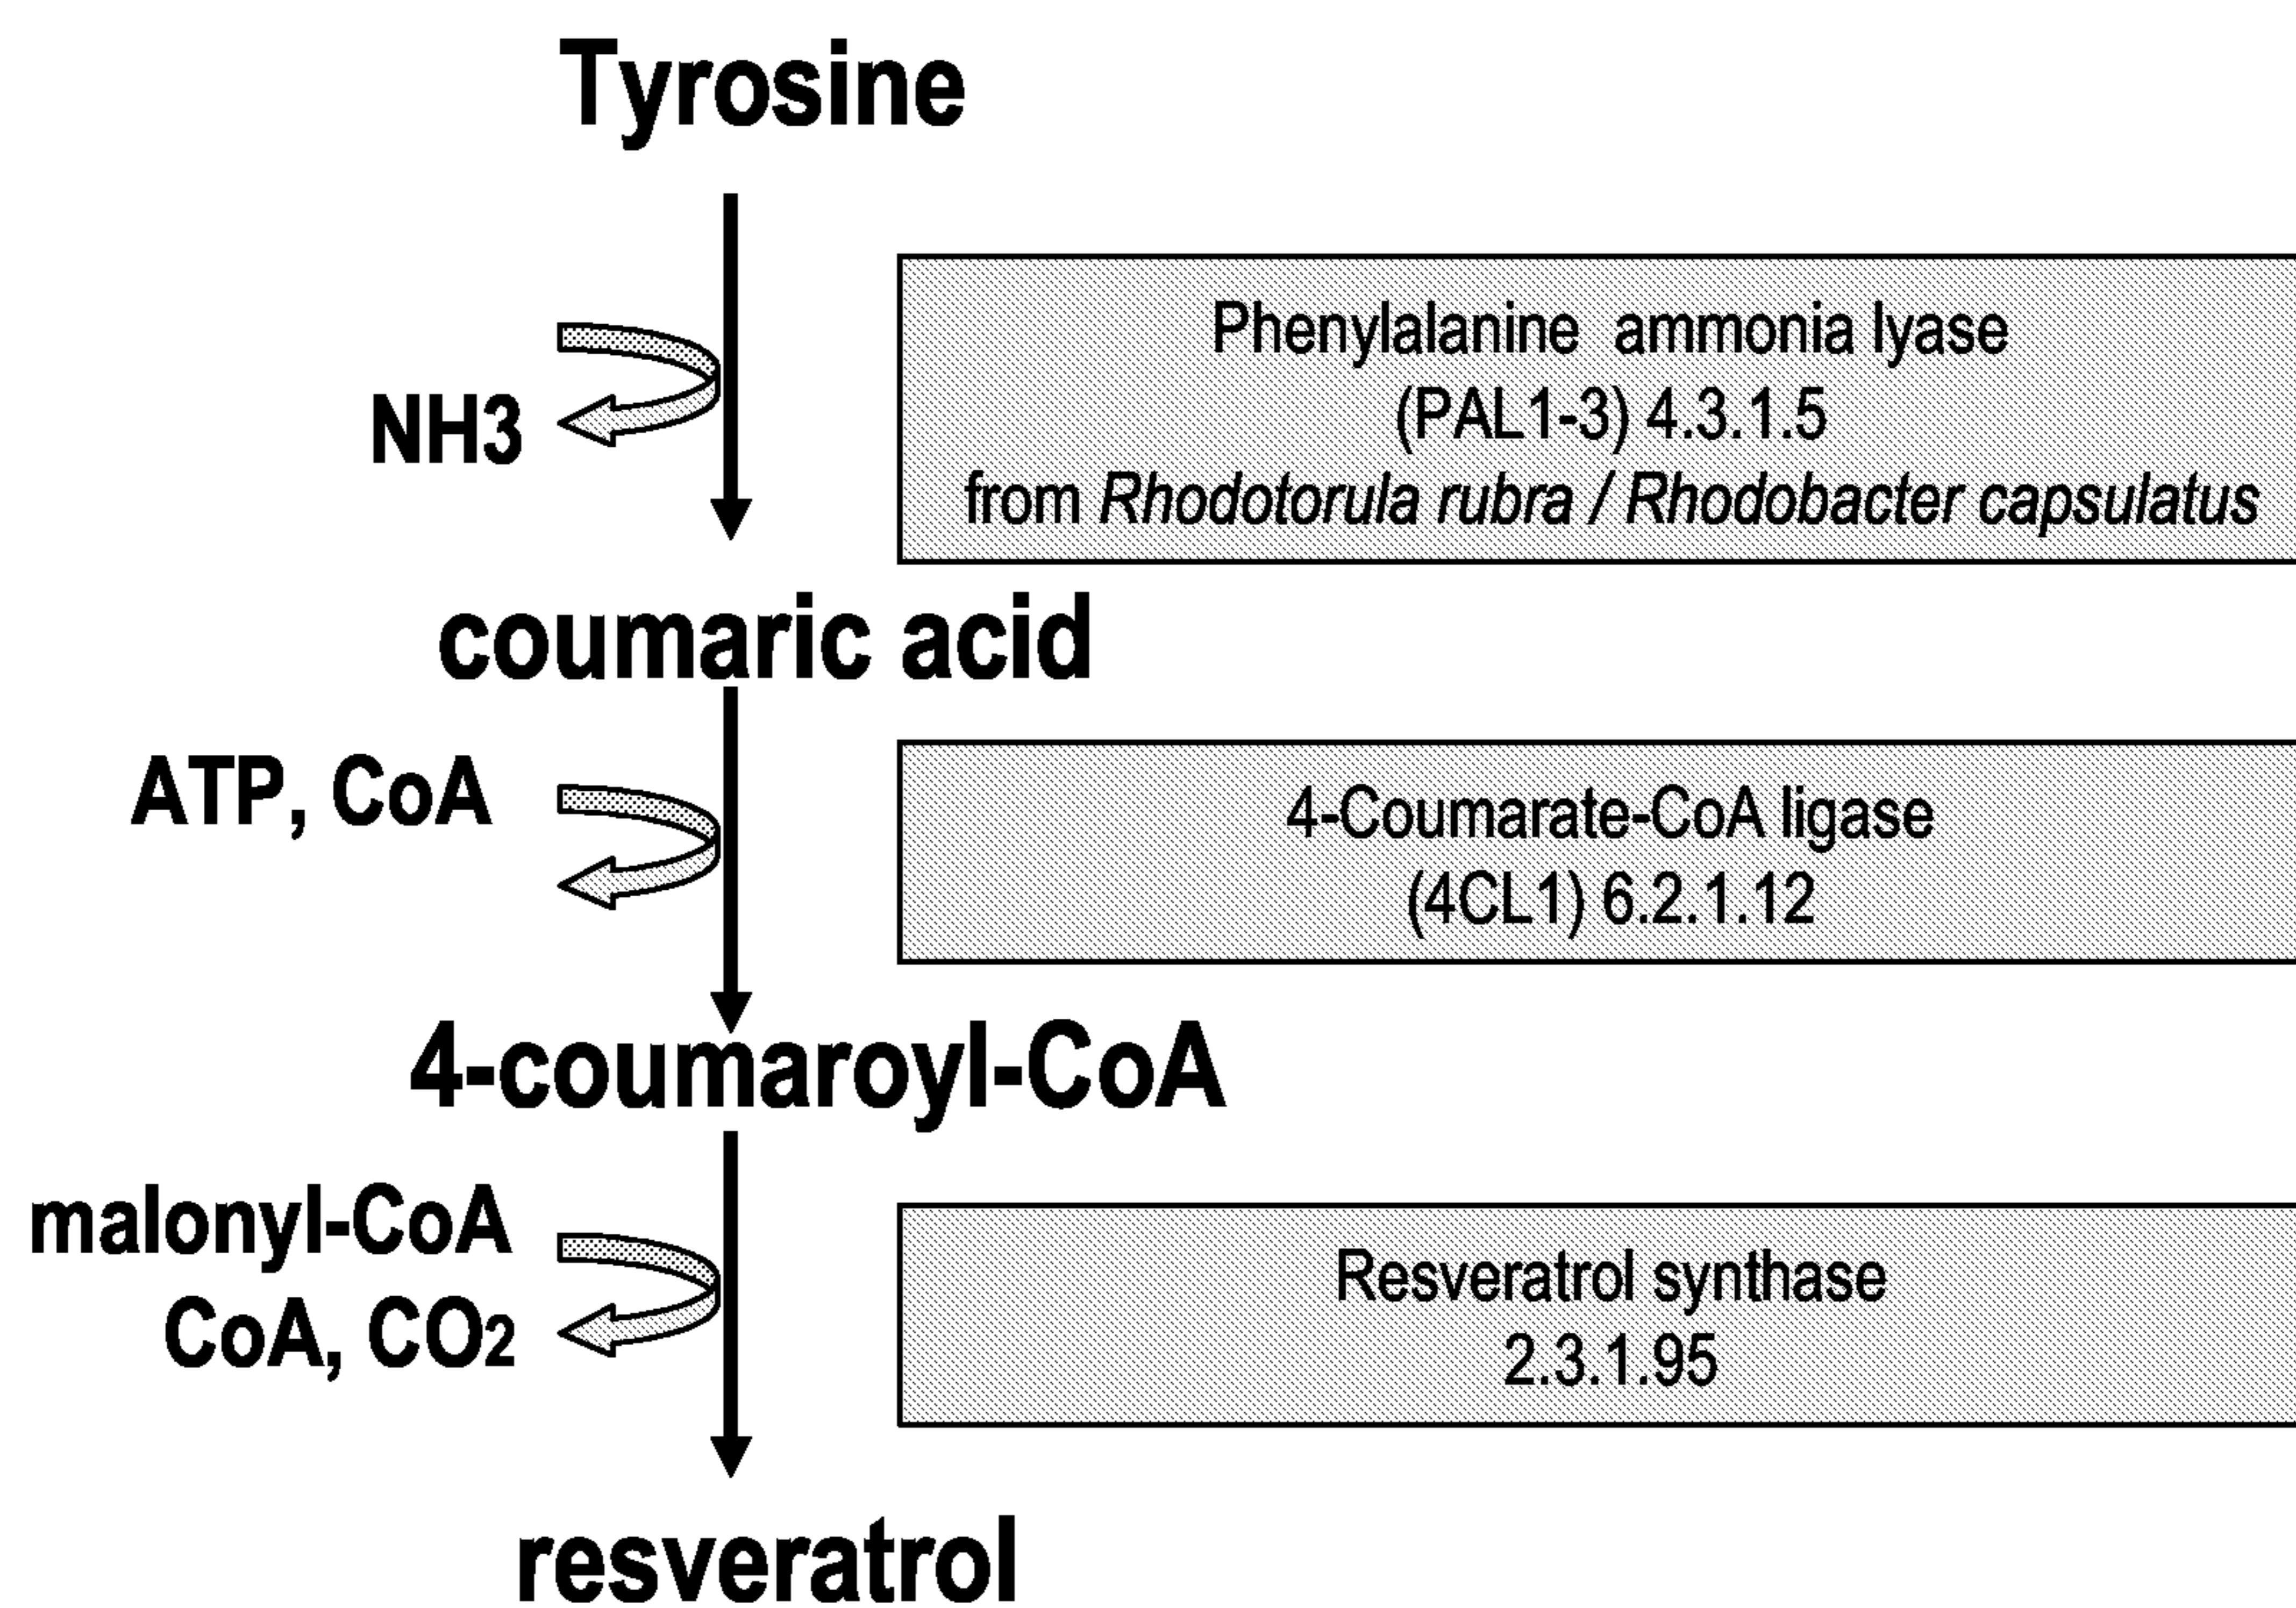 Tyrosine
NH3
Phenylalanine ammonia lyase
(PAL1-3) 4.3.1.5
from Rhodotorula rubra / Rhodobacter capsulatus
coumaric acid
ATP, CoA
4-Coumarate-CoA ligase
(4CL1) 6.2.1.12
4-coumaroyl-CoA
malonyl-CoA
CoA, CO2
Resveratrol synthase
2.3.1.95
resveratrol